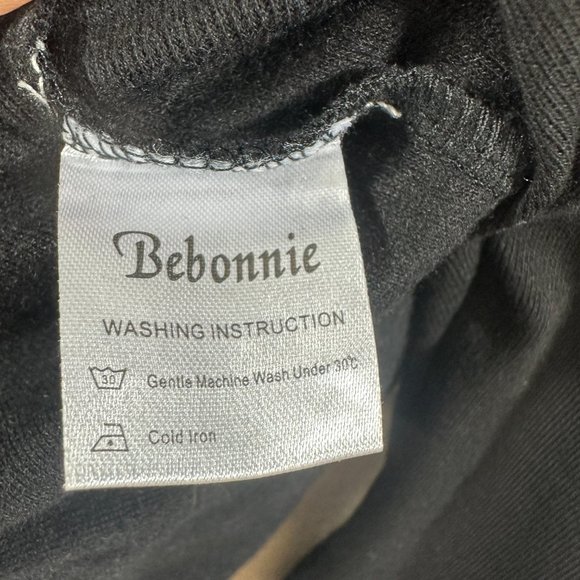 Bebonnie
WASHING INSTRUCTION
30
Gentle Machine Wash Under 30℃
Cold Iron